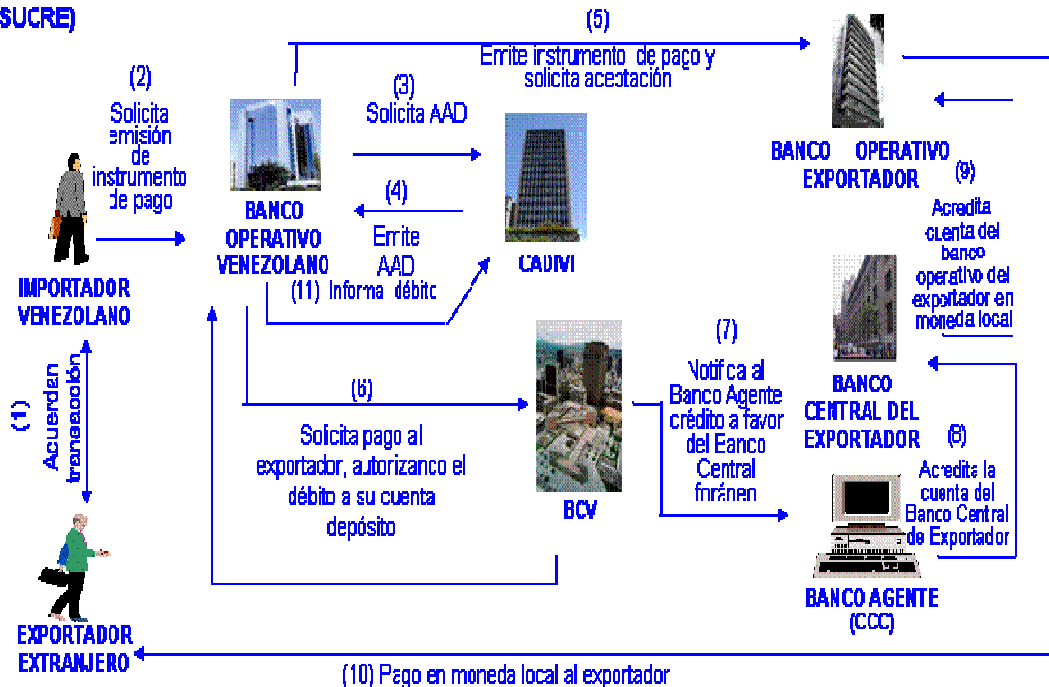 SUCRE)
(2)
Solicita
emisión
de
instrumento
de pago
IMPORTADOR
VENEZOLANO
(1)
Acuerdan
transacción
EXPORTADOR
EXTRANJERO
BANCO
OPERATIVO
VENEZOLANO
(3)
Solicita AAD
(4)
Emite
AAD
CADIVI
(11) Informa débito
(5)
Emite instrumento de pago y
solicita aceptación
BANCO OPERATIVO
EXPORTADOR
(6)
Solicita pago al
exportador, autorizanco el
débito a su cuenta
depósito
BCV
(7)
Notifica al
Banco Agente
crédito a favor
del Banco
Central
foráneo
BANCO AGENTE
(CCC)
(8)
Acredita la
cuenta del
Banco Central
de Exportador
BANCO
CENTRAL DEL
EXPORTADOR
(9)
Acredita
cuenta del
banco
operativo del
exportador en
moneda local
(10) Pago en moneda local al exportador